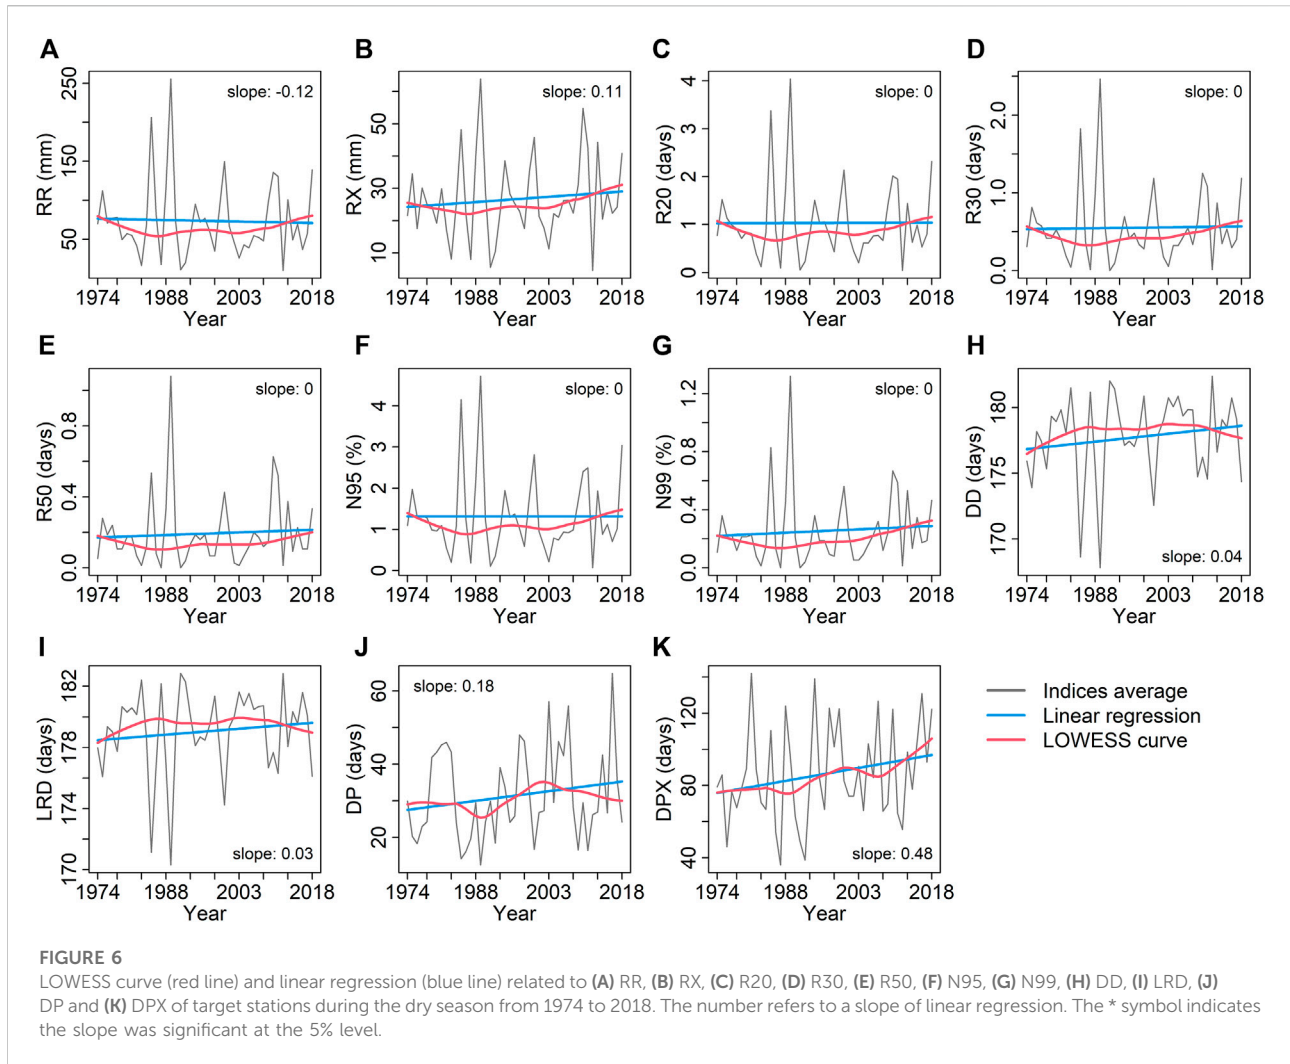 A
B
C
D
RR (mm)
250
150
50
slope: -0.12
1974 1988 2003 2018
Year
RX (mm)
50
30
10
slope: 0.11
1974 1988 2003 2018
Year
R20 (days)
4
3
2
1
0
slope: 0
1974 1988 2003 2018
Year
R30 (days)
2.0
1.0
0.0
slope: 0
1974 1988 2003 2018
Year
E
F
G
H
R50 (days)
0.8
0.4
0.0
slope: 0
1974 1988 2003 2018
Year
N95 (%)
4
3
2
1
0
slope: 0
1974 1988 2003 2018
Year
N99 (%)
1.2
0.8
0.4
0.0
slope: 0
1974 1988 2003 2018
Year
DD (days)
180
175
170
slope: 0.04
1974 1988 2003 2018
Year
I
J
K
LRD (days)
182
178
174
170
slope: 0.03
1974 1988 2003 2018
Year
DP (days)
60
40
20
slope: 0.18
1974 1988 2003 2018
Year
DPX (days)
120
80
40
slope: 0.48
1974 1988 2003 2018
Year
Indices average
Linear regression
LOWESS curve
FIGURE 6
LOWESS curve (red line) and linear regression (blue line) related to (A) RR, (B) RX, (C) R20, (D) R30, (E) R50, (F) N95, (G) N99, (H) DD, (I) LRD, (J)
DP and (K) DPX of target stations during the dry season from 1974 to 2018. The number refers to a slope of linear regression. The * symbol indicates
the slope was significant at the 5% level.